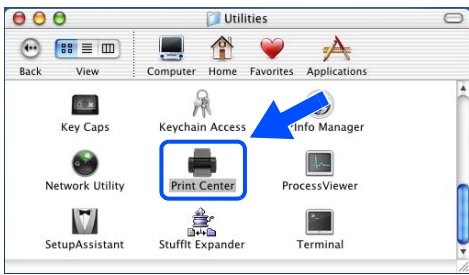 Utilities
Back View Computer Home Favorites Applications
Key Caps Keychain Access Info Manager
Network Utility Print Center ProcessViewer
SetupAssistant StuffIt Expander Terminal